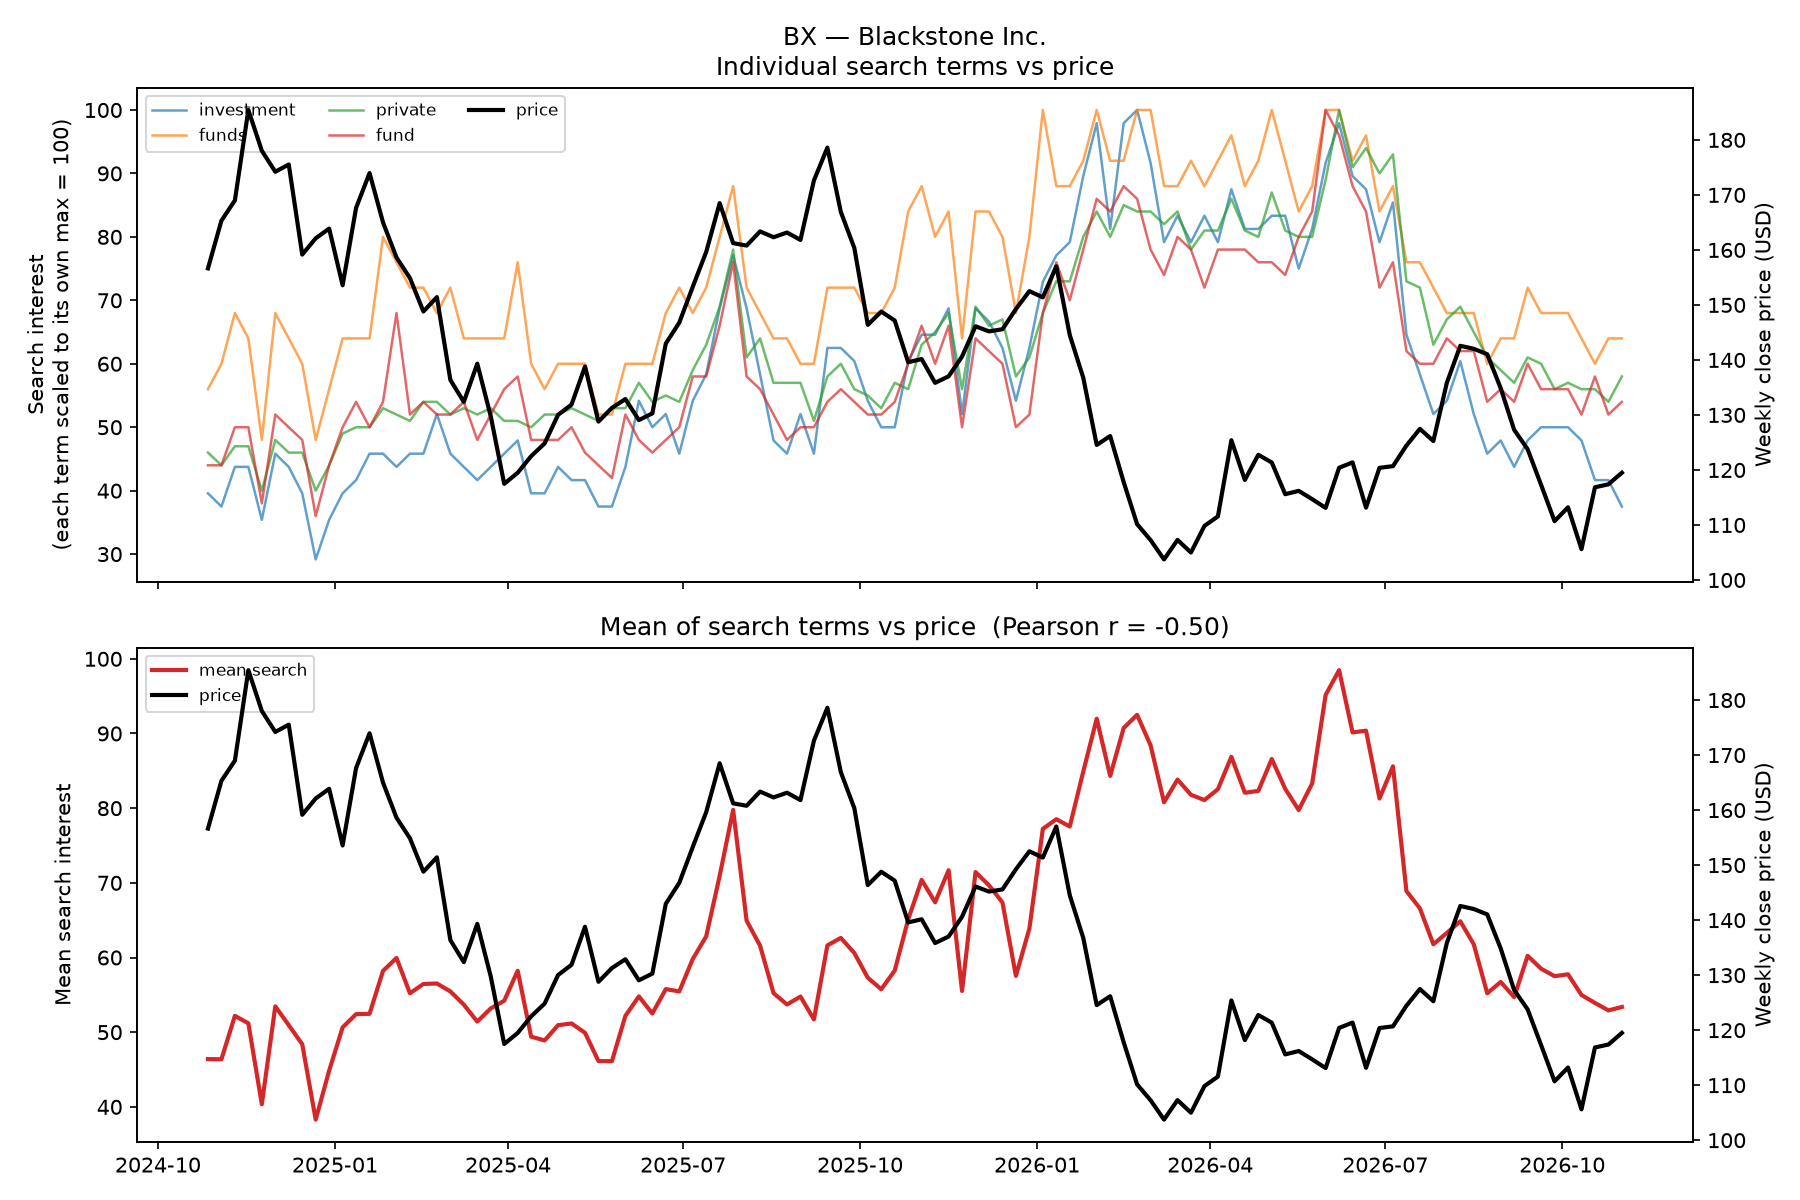 BX — Blackstone Inc.
Individual search terms vs price
Search interest
(each term scaled to its own max = 100)
100
90
80
70
60
50
40
30
investment
funds
private
fund
price
180
170
160
150
140
130
120
110
100
Weekly close price (USD)
Mean of search terms vs price (Pearson r = -0.50)
Mean search interest
100
90
80
70
60
50
40
mean search
price
180
170
160
150
140
130
120
110
100
Weekly close price (USD)
2024-10 2025-01 2025-04 2025-07 2025-10 2026-01 2026-04 2026-07 2026-10